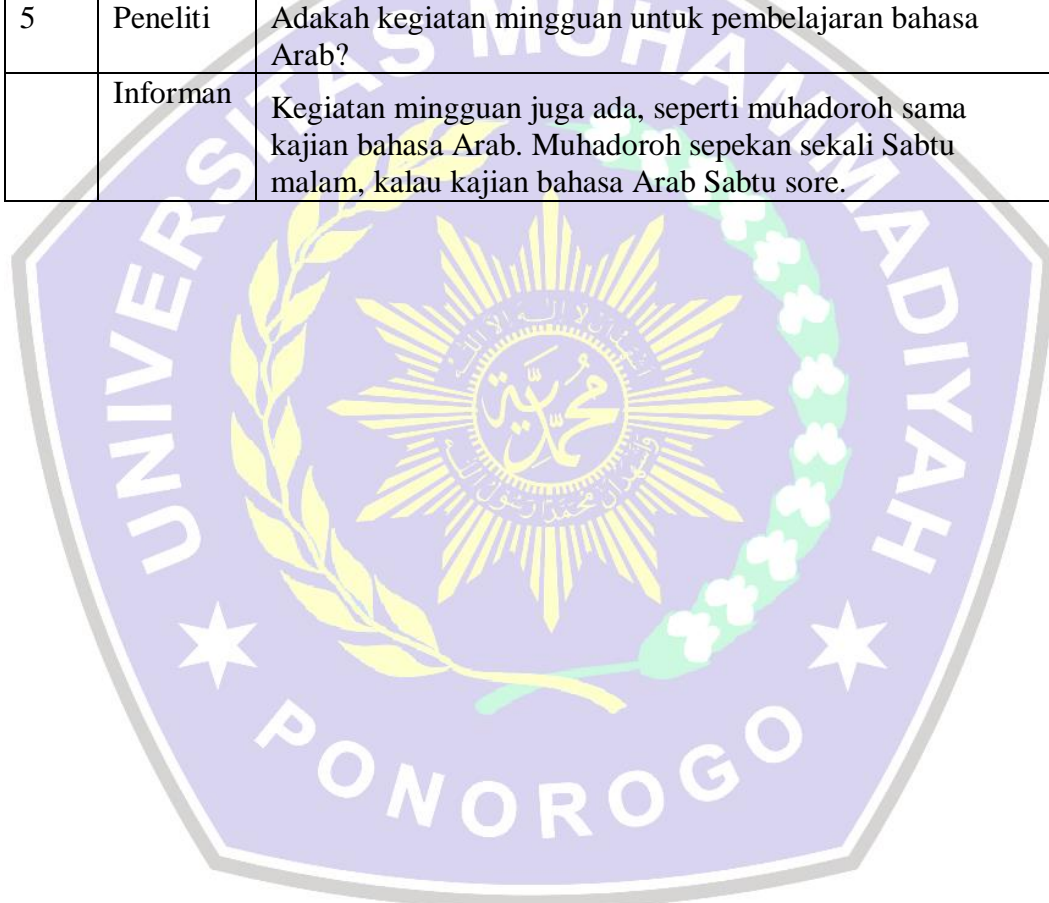 5 Peneliti Adakah kegiatan mingguan untuk pembelajaran bahasa
Arab?
Informan Kegiatan mingguan juga ada, seperti muhadoroh sama
kajian bahasa Arab. Muhadoroh sepekan sekali Sabtu
malam, kalau kajian bahasa Arab Sabtu sore.
UNIVERSITAS MUHAMMADIYAH
محمدية
PONOROGO